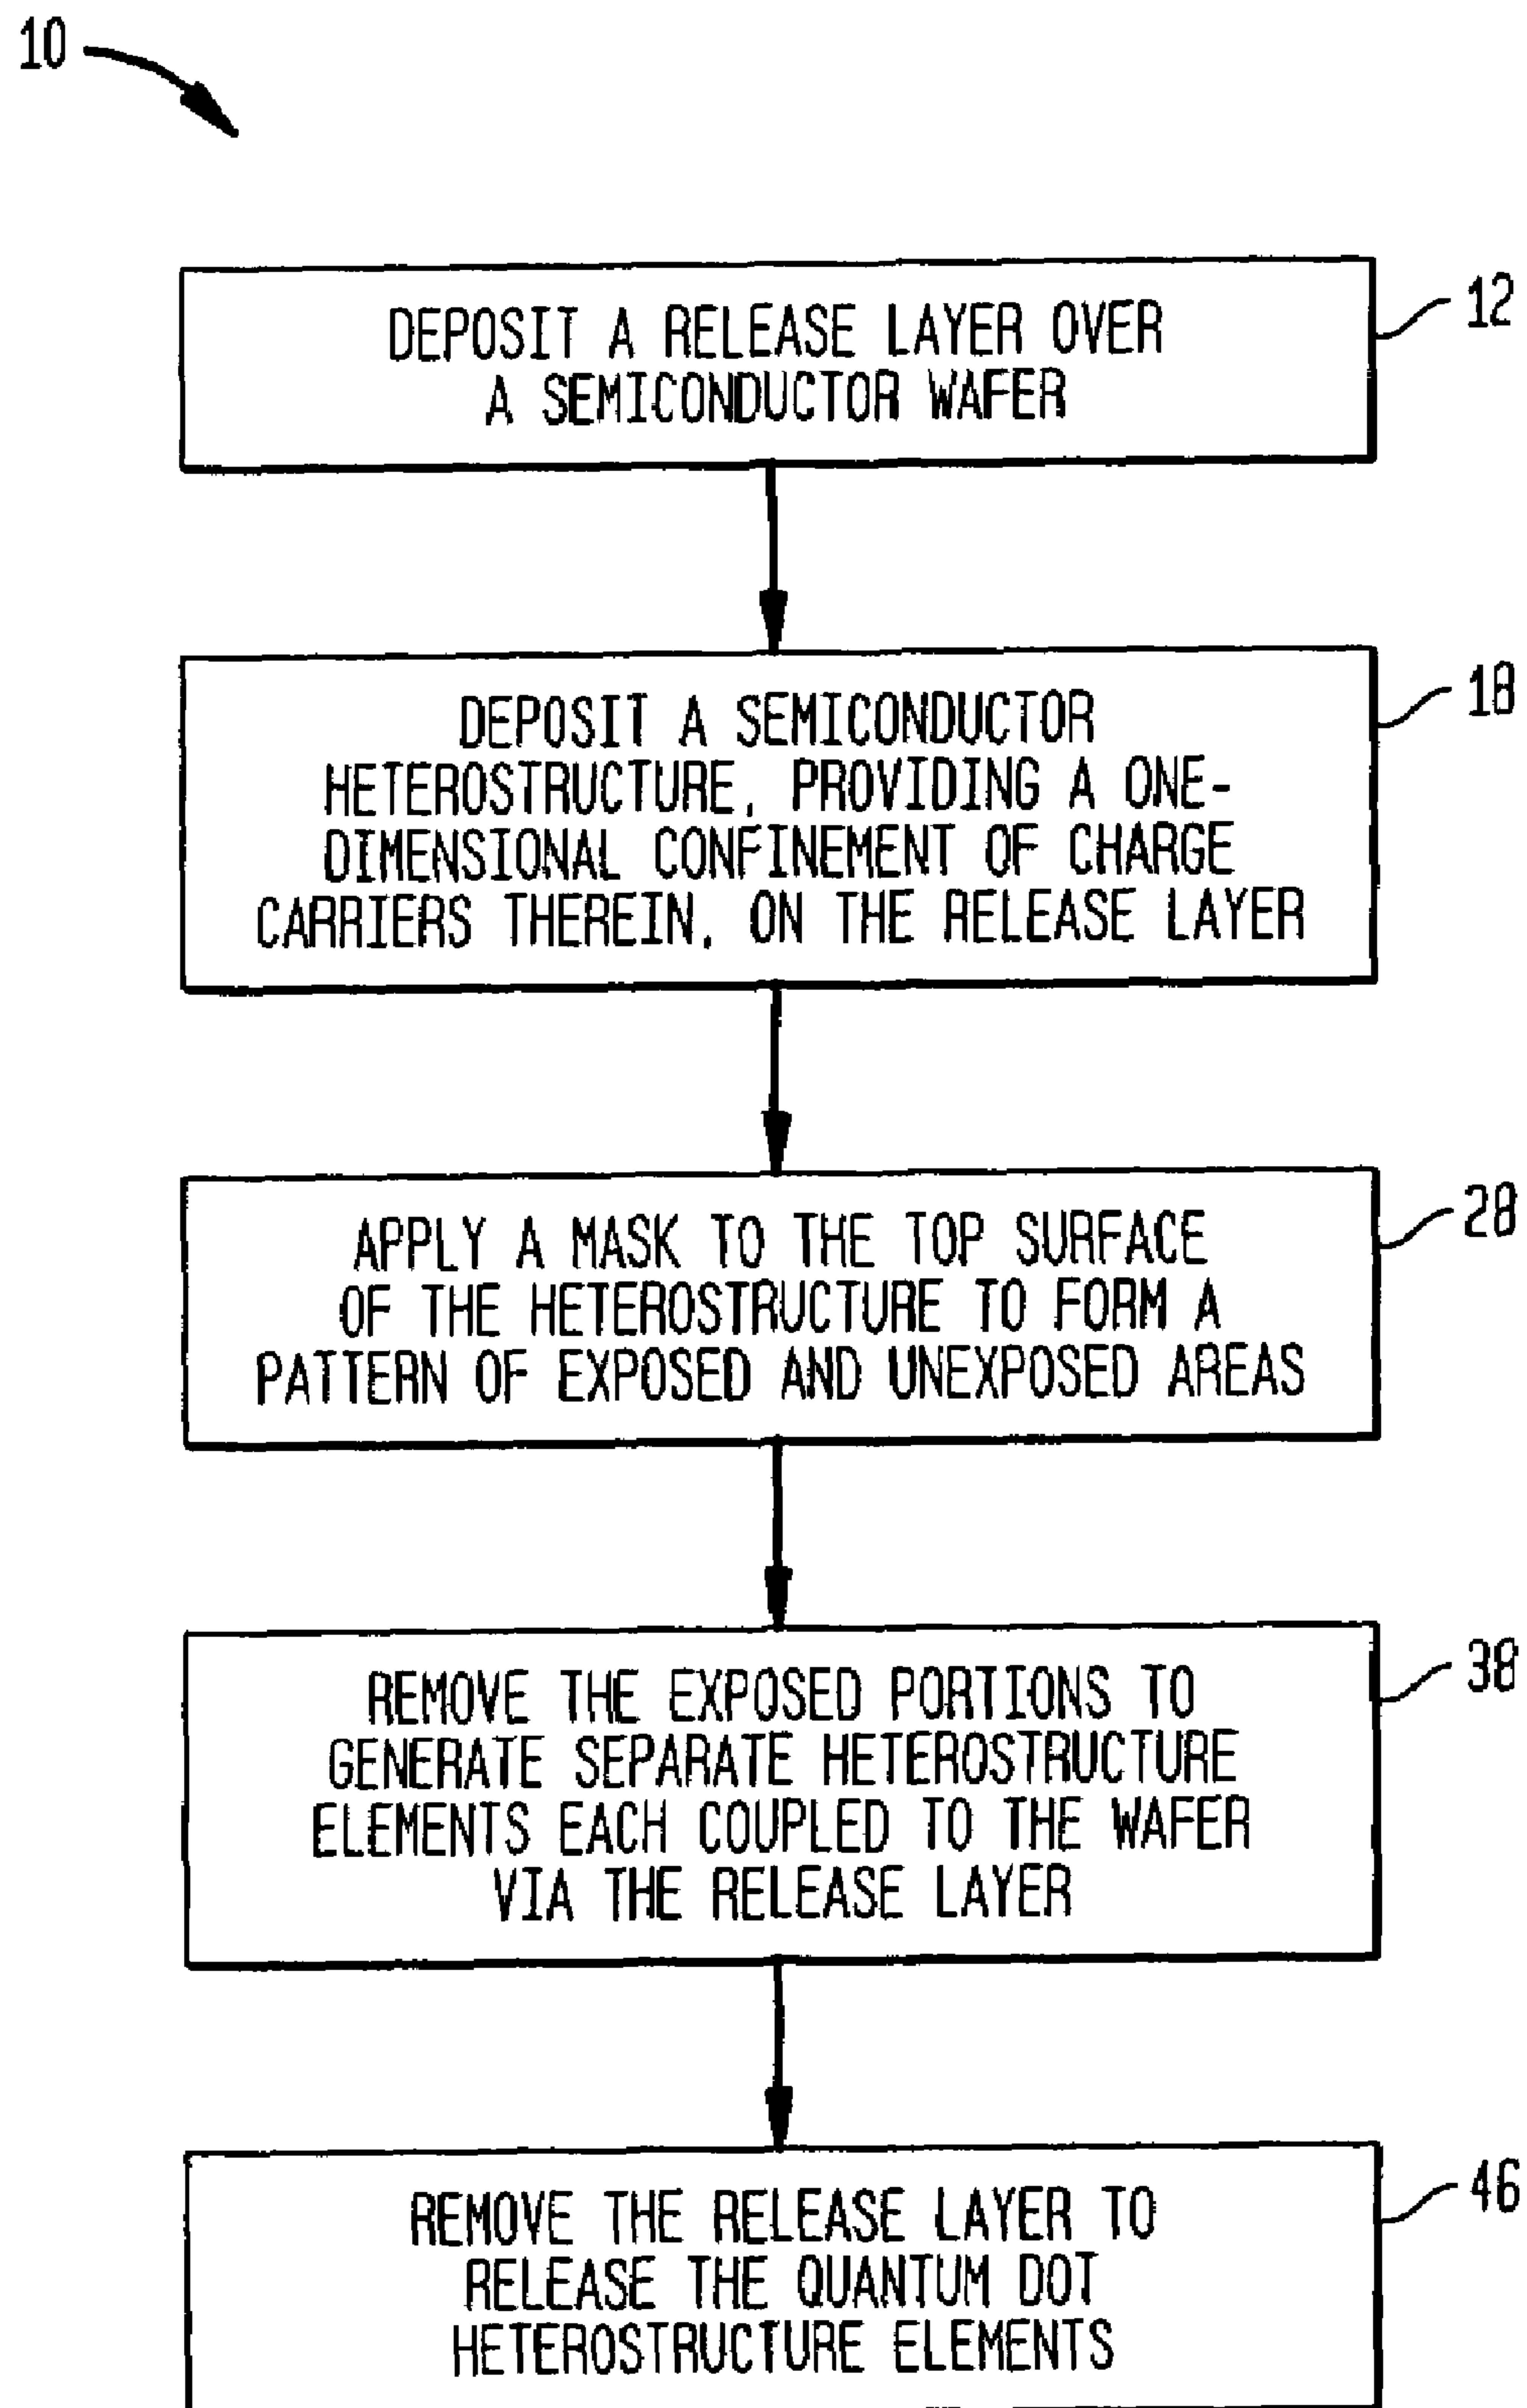 10
DEPOSIT A RELEASE LAYER OVER
A SEMICONDUCTOR WAFER
12
DEPOSIT A SEMICONDUCTOR
HETEROSTRUCTURE, PROVIDING A ONE-
DIMENSIONAL CONFINEMENT OF CHARGE
CARRIERS THEREIN, ON THE RELEASE LAYER
18
APPLY A MASK TO THE TOP SURFACE
OF THE HETEROSTRUCTURE TO FORM A
PATTERN OF EXPOSED AND UNEXPOSED AREAS
28
REMOVE THE EXPOSED PORTIONS TO
GENERATE SEPARATE HETEROSTRUCTURE
ELEMENTS EACH COUPLED TO THE WAFER
VIA THE RELEASE LAYER
38
REMOVE THE RELEASE LAYER TO
RELEASE THE QUANTUM DOT
HETEROSTRUCTURE ELEMENTS
46